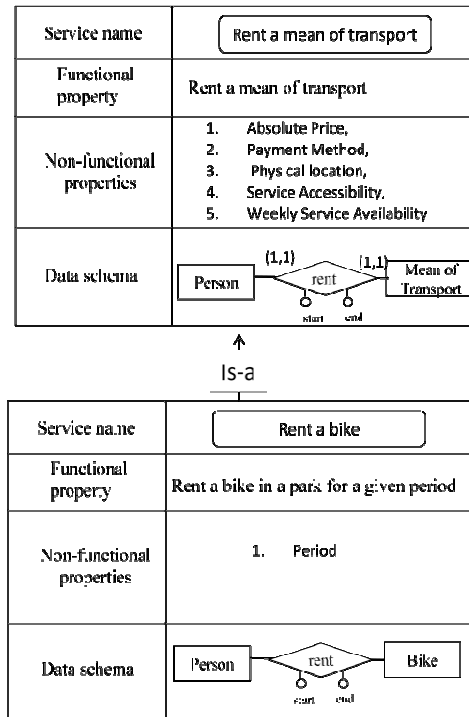 Service name
Rent a mean of transport
Functional
property
Rent a mean of transport
Non-functional
properties
1. Absolute Price,
2. Payment Method,
3. Phys cal location,
4. Service Accessibility,
5. Weekly Service Availability
Data schema
(1,1)
(1,1)
Person
rent
Mean of
Transport
start
end
Is-a
Service name
Rent a bike
Functional
property
Rent a bike in a park for a given period
Non-functional
properties
1. Period
Data schema
Person
rent
Bike
start
end